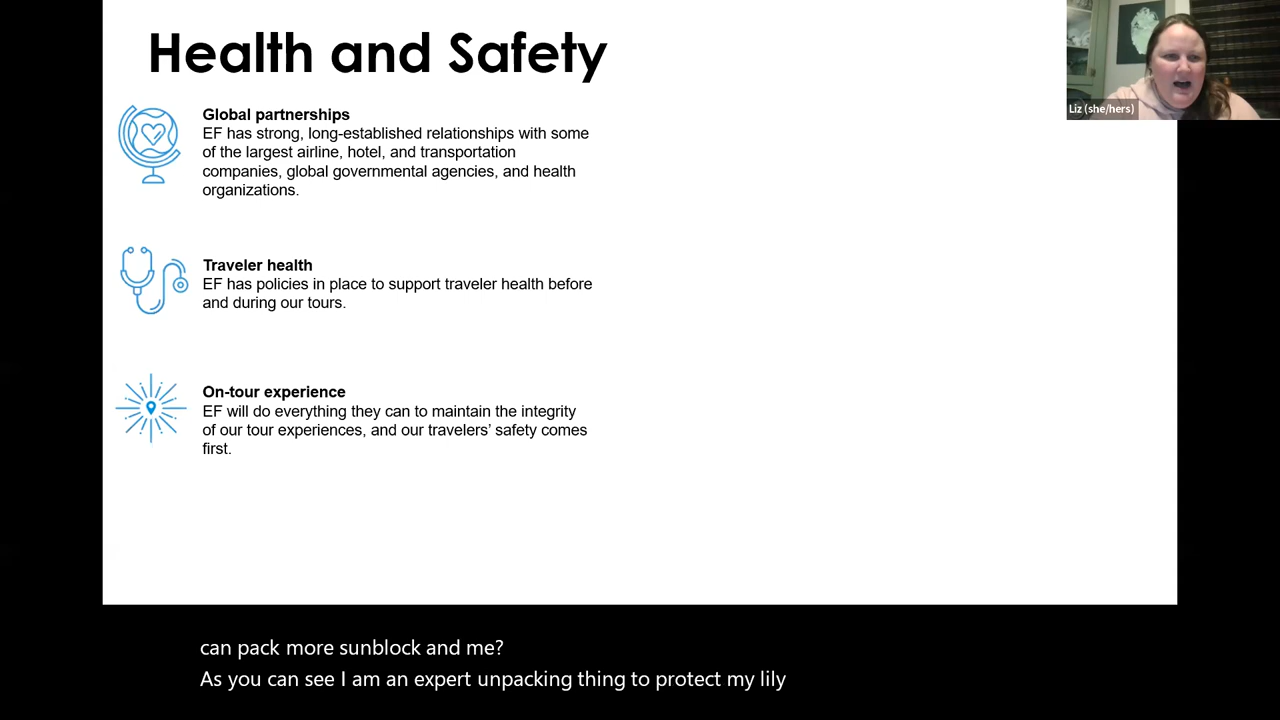 Health and Safety
Liz (she/hers)
Global partnerships
EF has strong, long-established relationships with some
of the largest airline, hotel, and transportation
companies, global governmental agencies, and health
organizations.
Traveler health
EF has policies in place to support traveler health before
and during our tours.
On-tour experience
EF will do everything they can to maintain the integrity
of our tour experiences, and our travelers’ safety comes
first.
can pack more sunblock and me?
As you can see I am an expert unpacking thing to protect my lily